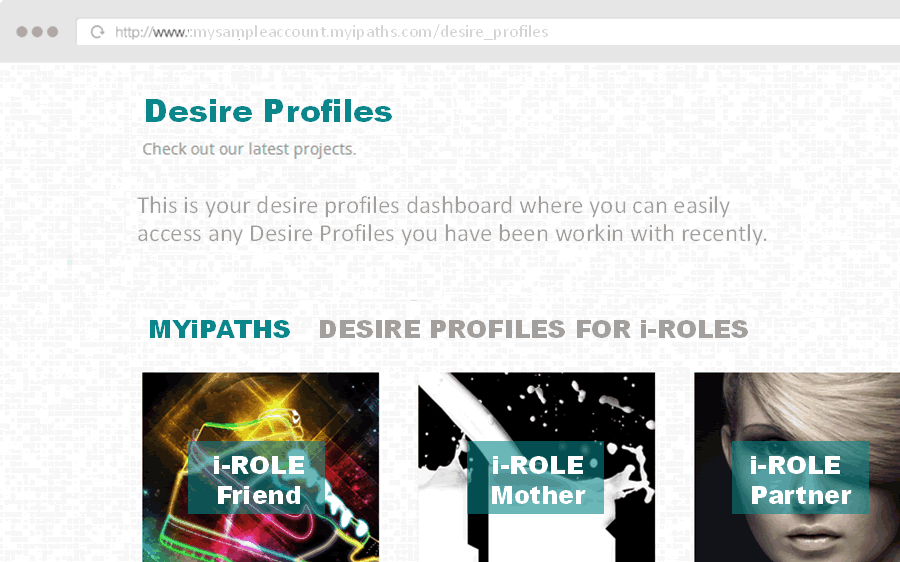 http://www.:mysampleaccount.myipaths.com/desire_profiles
Desire Profiles
Check out our latest projects.
This is your desire profiles dashboard where you can easily
access any Desire Profiles you have been workin with recently.
MYiPATHS DESIRE PROFILES FOR i-ROLES
i-ROLE
Friend
i-ROLE
Mother
i-ROLE
Partner